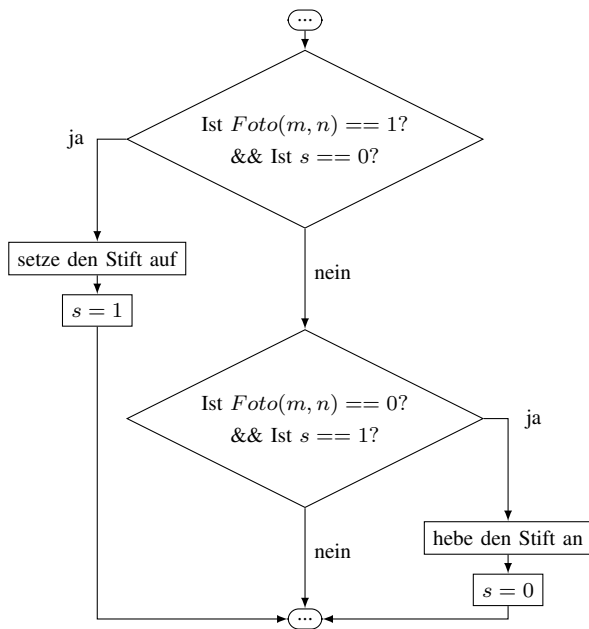 ...
Ist Foto(m, n) == 1?
&& Ist s == 0?
ja
setze den Stift auf
s = 1
nein
Ist Foto(m, n) == 0?
&& Ist s == 1?
ja
hebe den Stift an
s = 0
nein
...